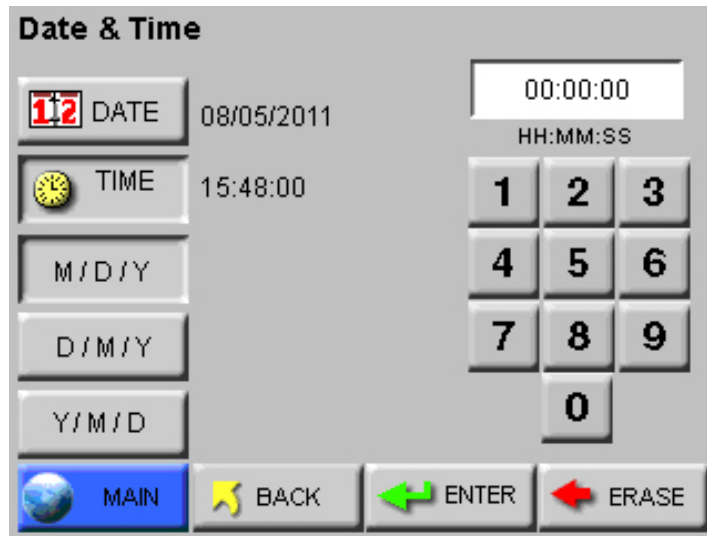 Date & Time
12 DATE
08/05/2011
00:00:00
HH:MM:SS
TIME
15:48:00
1 2 3
M/D/Y
4 5 6
D/M/Y
7 8 9
Y/M/D
0
MAIN
BACK
ENTER
ERASE